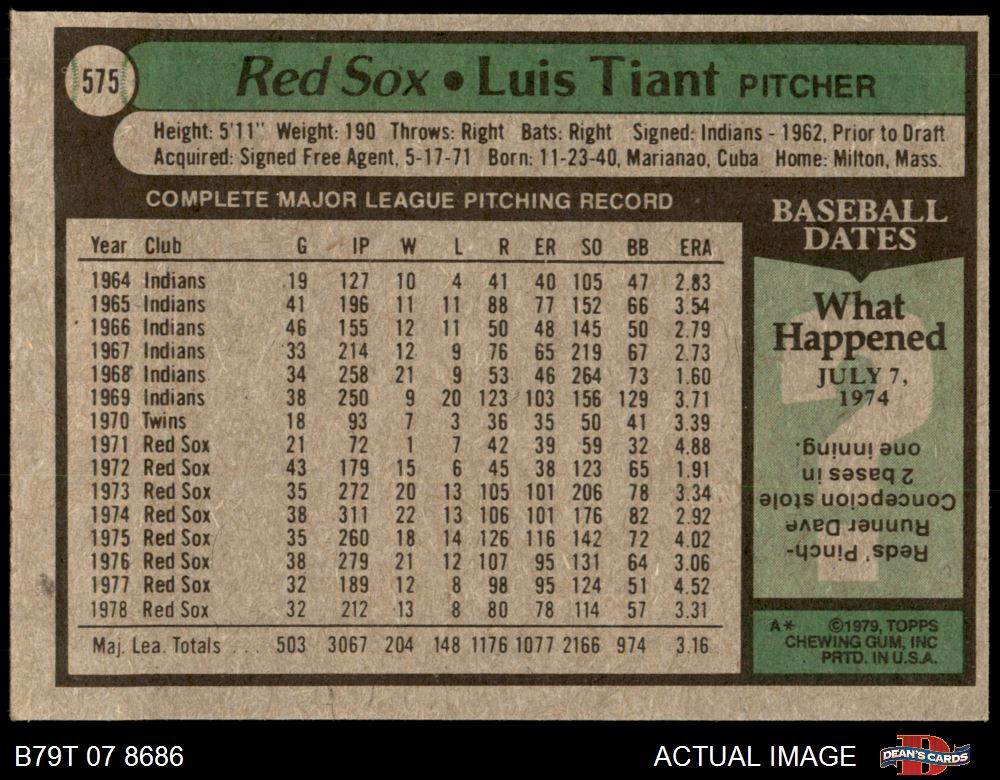 575
Red Sox • Luis Tiant PITCHER
Height: 5'11" Weight: 190 Throws: Right Bats: Right Signed: Indians - 1962, Prior to Draft
Acquired: Signed Free Agent, 5-17-71 Born: 11-23-40, Marianao, Cuba Home: Milton, Mass.
COMPLETE MAJOR LEAGUE PITCHING RECORD
Year Club G IP W L R ER SO BB ERA
1964 Indians 19 127 10 4 41 40 105 47 2.83
1965 Indians 41 196 11 11 88 77 152 66 3.54
1966 Indians 46 155 12 11 50 48 145 50 2.79
1967 Indians 33 214 12 9 76 65 219 67 2.73
1968 Indians 34 258 21 9 53 46 264 73 1.60
1969 Indians 38 250 9 20 123 103 156 129 3.71
1970 Twins 18 93 7 3 36 35 50 41 3.39
1971 Red Sox 21 72 1 7 42 39 59 32 4.88
1972 Red Sox 43 179 15 6 45 38 123 65 1.91
1973 Red Sox 35 272 20 13 105 101 206 78 3.34
1974 Red Sox 38 311 22 13 106 101 176 82 2.92
1975 Red Sox 35 260 18 14 126 116 142 72 4.02
1976 Red Sox 38 279 21 12 107 95 131 64 3.06
1977 Red Sox 32 189 12 8 98 95 124 51 4.52
1978 Red Sox 32 212 13 8 80 78 114 57 3.31
Maj. Lea. Totals . . . 503 3067 204 148 1176 1077 2166 974 3.16
BASEBALL
DATES
What
Happened
JULY 7,
1974
?
Reds' Pinch-
Runner Dave
Concepcion stole
2 bases in
one inning.
A* ©1979, TOPPS
CHEWING GUM, INC
PRTD. IN U.S.A.
B79T 07 8686
ACTUAL IMAGE
D
DEAN'S CARDS